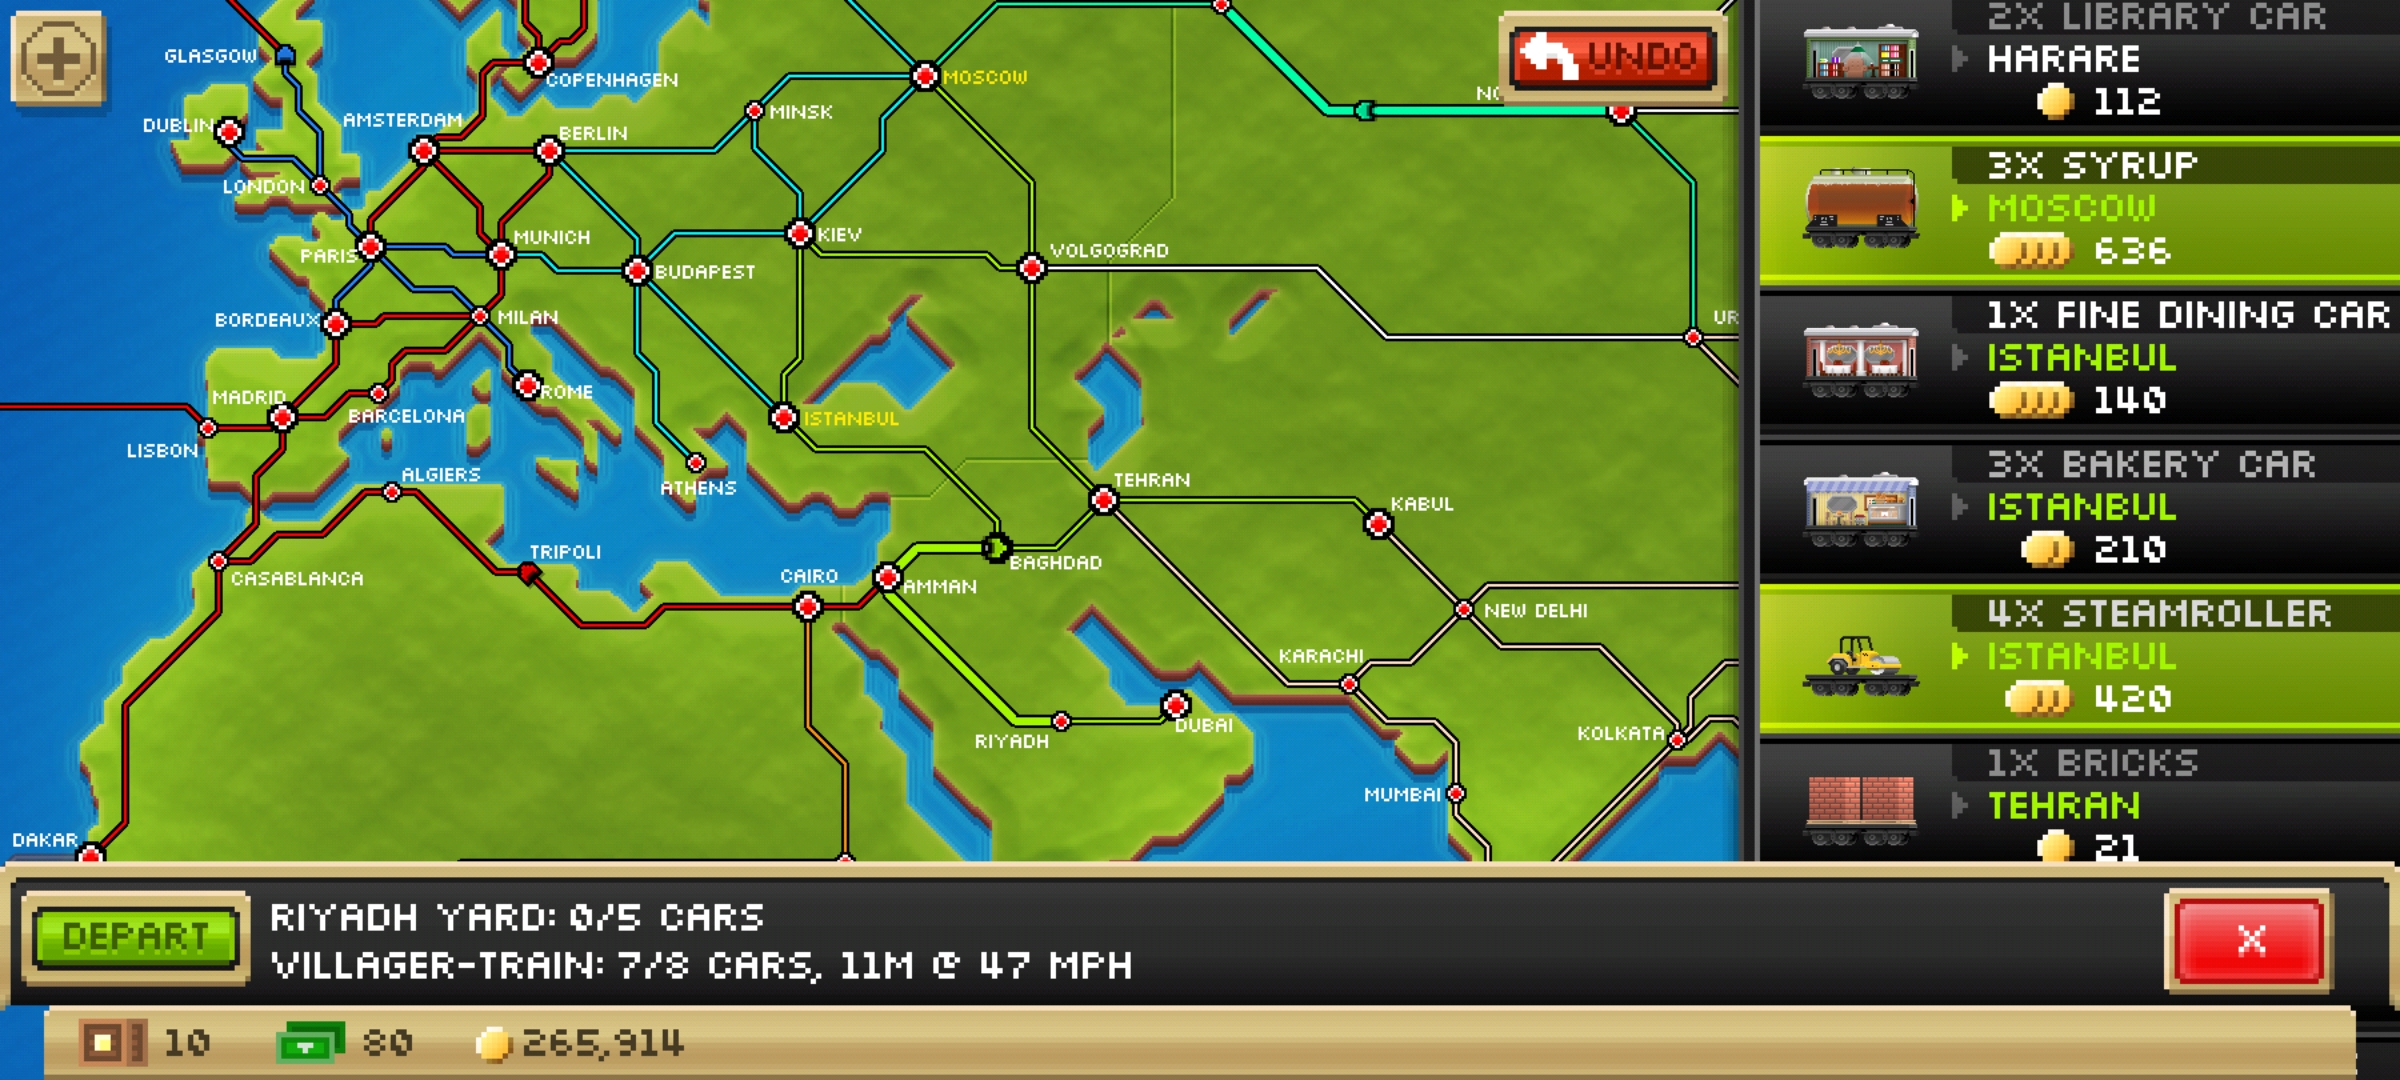 GLASGOW
COPENHAGEN
MOSCOW
UNDO
DUBLIN
AMSTERDAM
BERLIN
MINSK
LONDON
PARIS
MUNICH
KIEV
VOLGOGRAD
BUDAPEST
BORDEAUX
MILAN
MADRID
ROME
BARCELONA
ISTANBUL
LISBON
ALGIERS
ATHENS
TEHRAN
KABUL
TRIPOLI
CASABLANCA
CAIRO
AMMAN
BAGHDAD
NEW DELHI
KARACHI
RIYADH
DUBAI
KOLKATA
MUMBAI
DAKAR
2X LIBRARY CAR
HARARE
112
3X SYRUP
MOSCOW
636
1X FINE DINING CAR
ISTANBUL
140
3X BAKERY CAR
ISTANBUL
210
4X STEAMROLLER
ISTANBUL
420
1X BRICKS
TEHRAN
21
DEPART
RIYADH YARD: 0/5 CARS
VILLAGER-TRAIN: 7/8 CARS, 11M @ 47 MPH
X
10
80
265,914